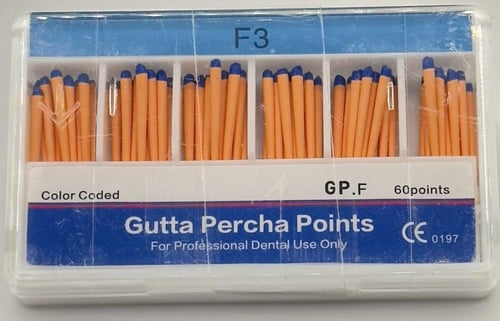 F3
Color Coded GP.F 60points
Gutta Percha Points
For Professional Dental Use Only
CE 0197